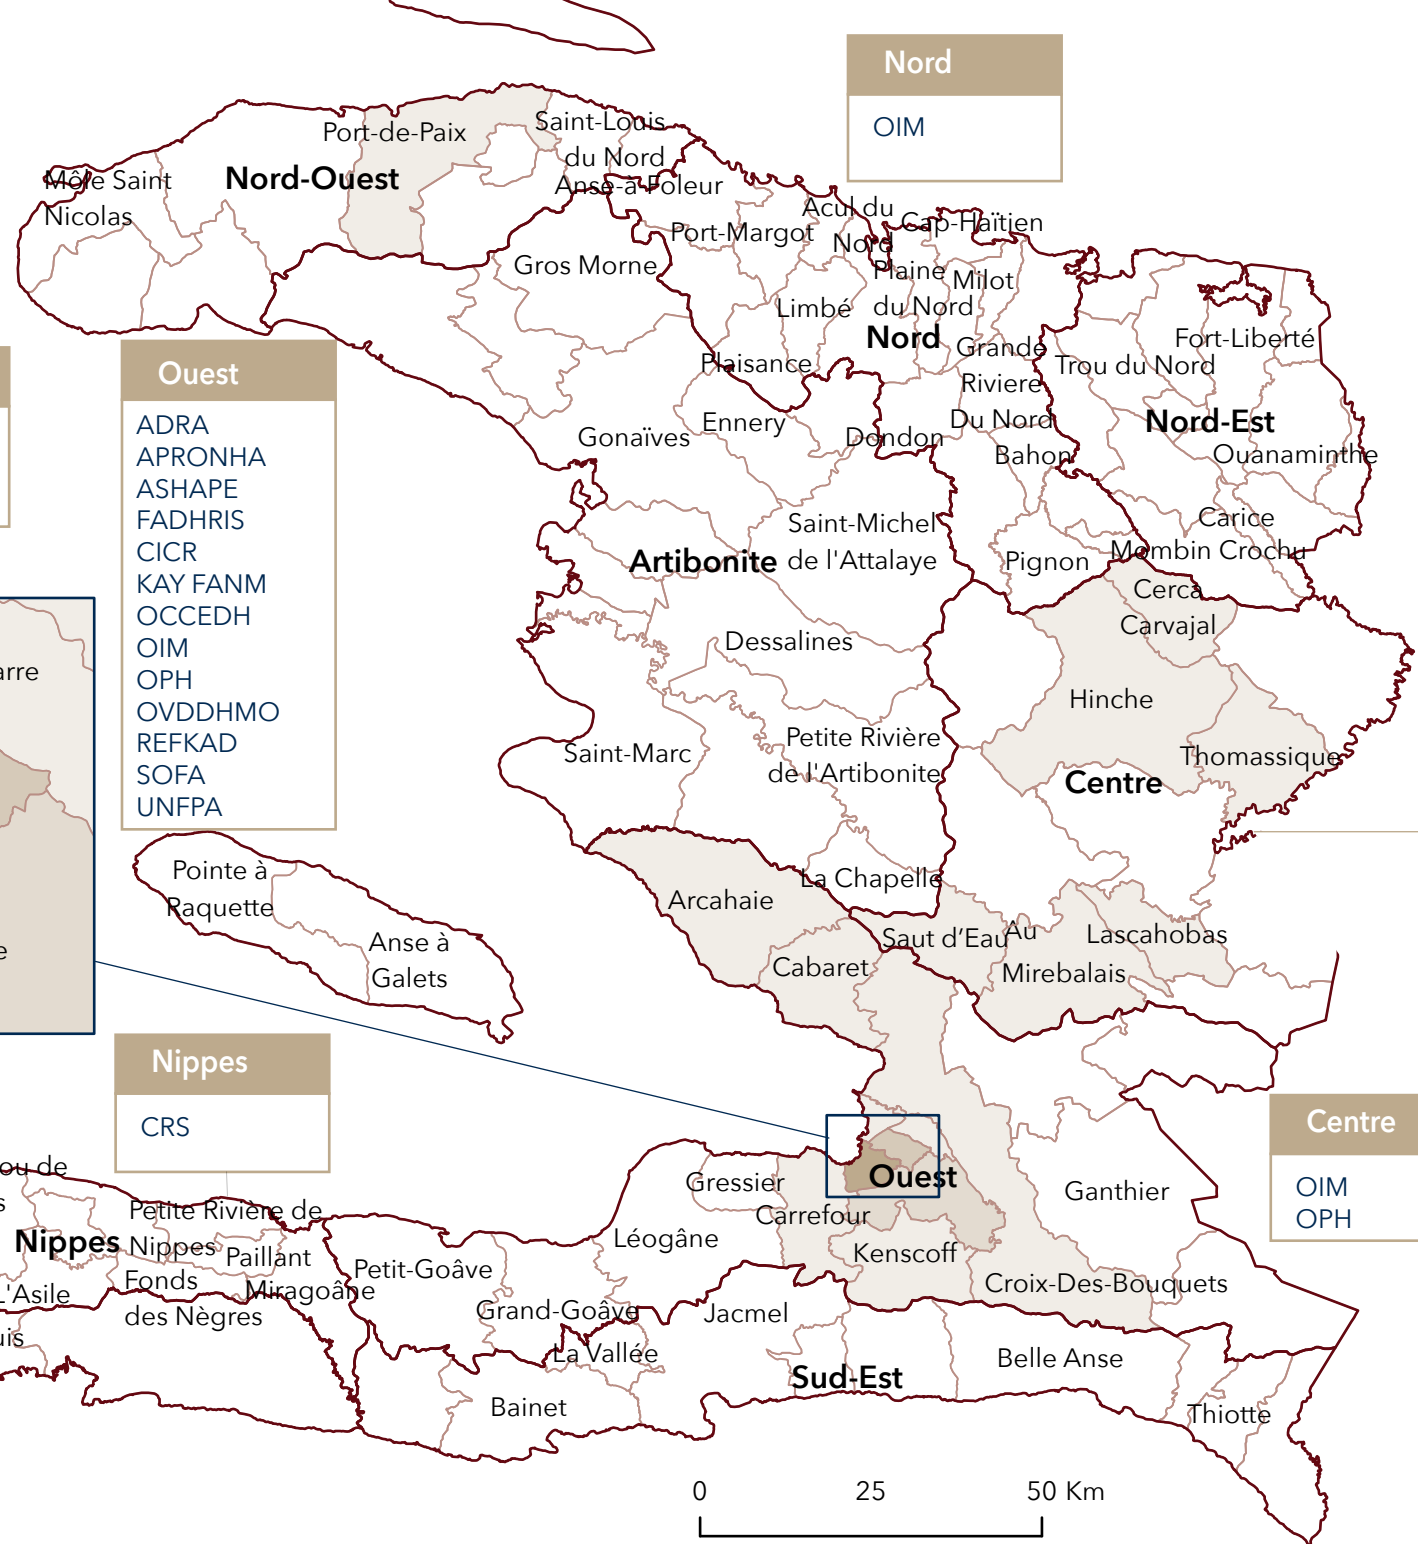 Nord
OIM
Port-de-Paix
Saint-Louis
du Nord
Anse-à-Foleur
Môle Saint
Nicolas
Nord-Ouest
Acul du
Nord
Cap-Haïtien
Port-Margot
Gros Morne
Plaine
du Nord
Milot
Limbé
Nord
Grande
Riviere
Du Nord
Fort-Liberté
Trou du Nord
Plaisance
Nord-Est
Ennery
Gonaïves
Dondon
Bahon
Ouanaminthe
Saint-Michel
de l'Attalaye
Carice
Mombin Crochu
Artibonite
Pignon
Cerca
Carvajal
Dessalines
Hinche
Petite Rivière
de l'Artibonite
Saint-Marc
Thomassique
Centre
La Chapelle
Arcahaie
Saut d’Eau
Au
Lascahobas
Mirebalais
Cabaret
Ouest
ADRA
APRONHA
ASHAPE
FADHRIS
CICR
KAY FANM
OCCEDH
OIM
OPH
OVDDHMO
REFKAD
SOFA
UNFPA
arre
e
Pointe à
Raquette
Anse à
Galets
Nippes
CRS
Centre
OIM
OPH
ou de
s
Petite Rivière de
Nippes
Nippes
Paillant
L'Asile
Fonds
des Nègres
Miragoâne
uis
Petit-Goâve
Grand-Goâve
Léogâne
Gressier
Carrefour
Ouest
Kenscoff
Ganthier
Croix-Des-Bouquets
Jacmel
La Vallée
Bainet
Sud-Est
Belle Anse
Thiotte
0 25 50 Km